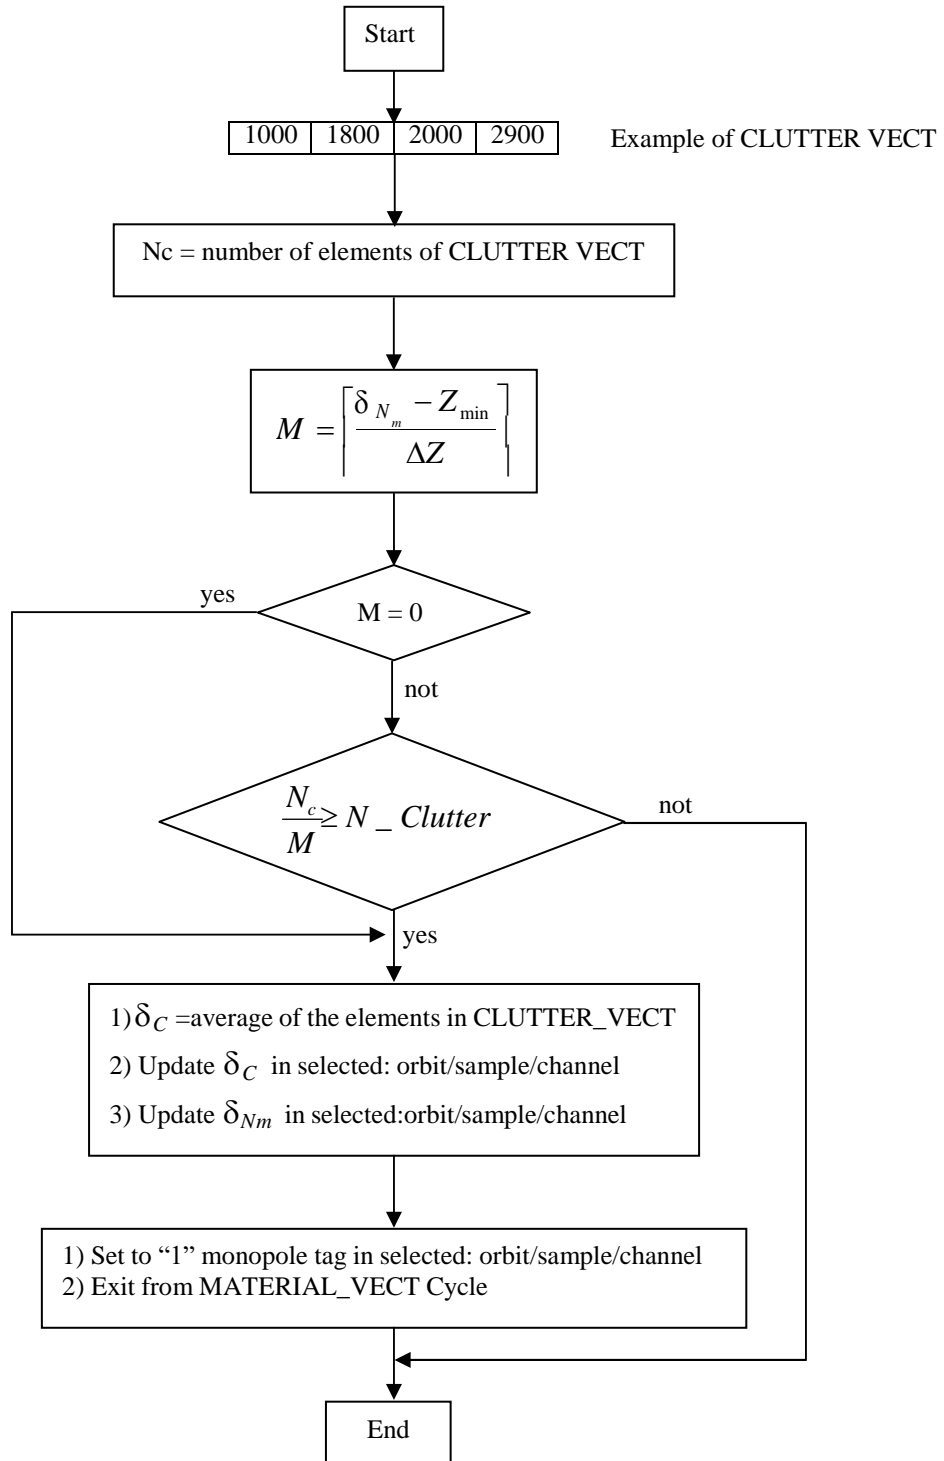 Start
1000 1800 2000 2900 Example of CLUTTER VECT
Nc = number of elements of CLUTTER VECT
M = ⌈(δ_{N_m} − Z_min) / ΔZ⌉
yes
M = 0
not
N_c / M ≥ N _ Clutter
not
yes
1) δ_C =average of the elements in CLUTTER_VECT
2) Update δ_C in selected: orbit/sample/channel
3) Update δ_{Nm} in selected:orbit/sample/channel
1) Set to “1” monopole tag in selected: orbit/sample/channel
2) Exit from MATERIAL_VECT Cycle
End